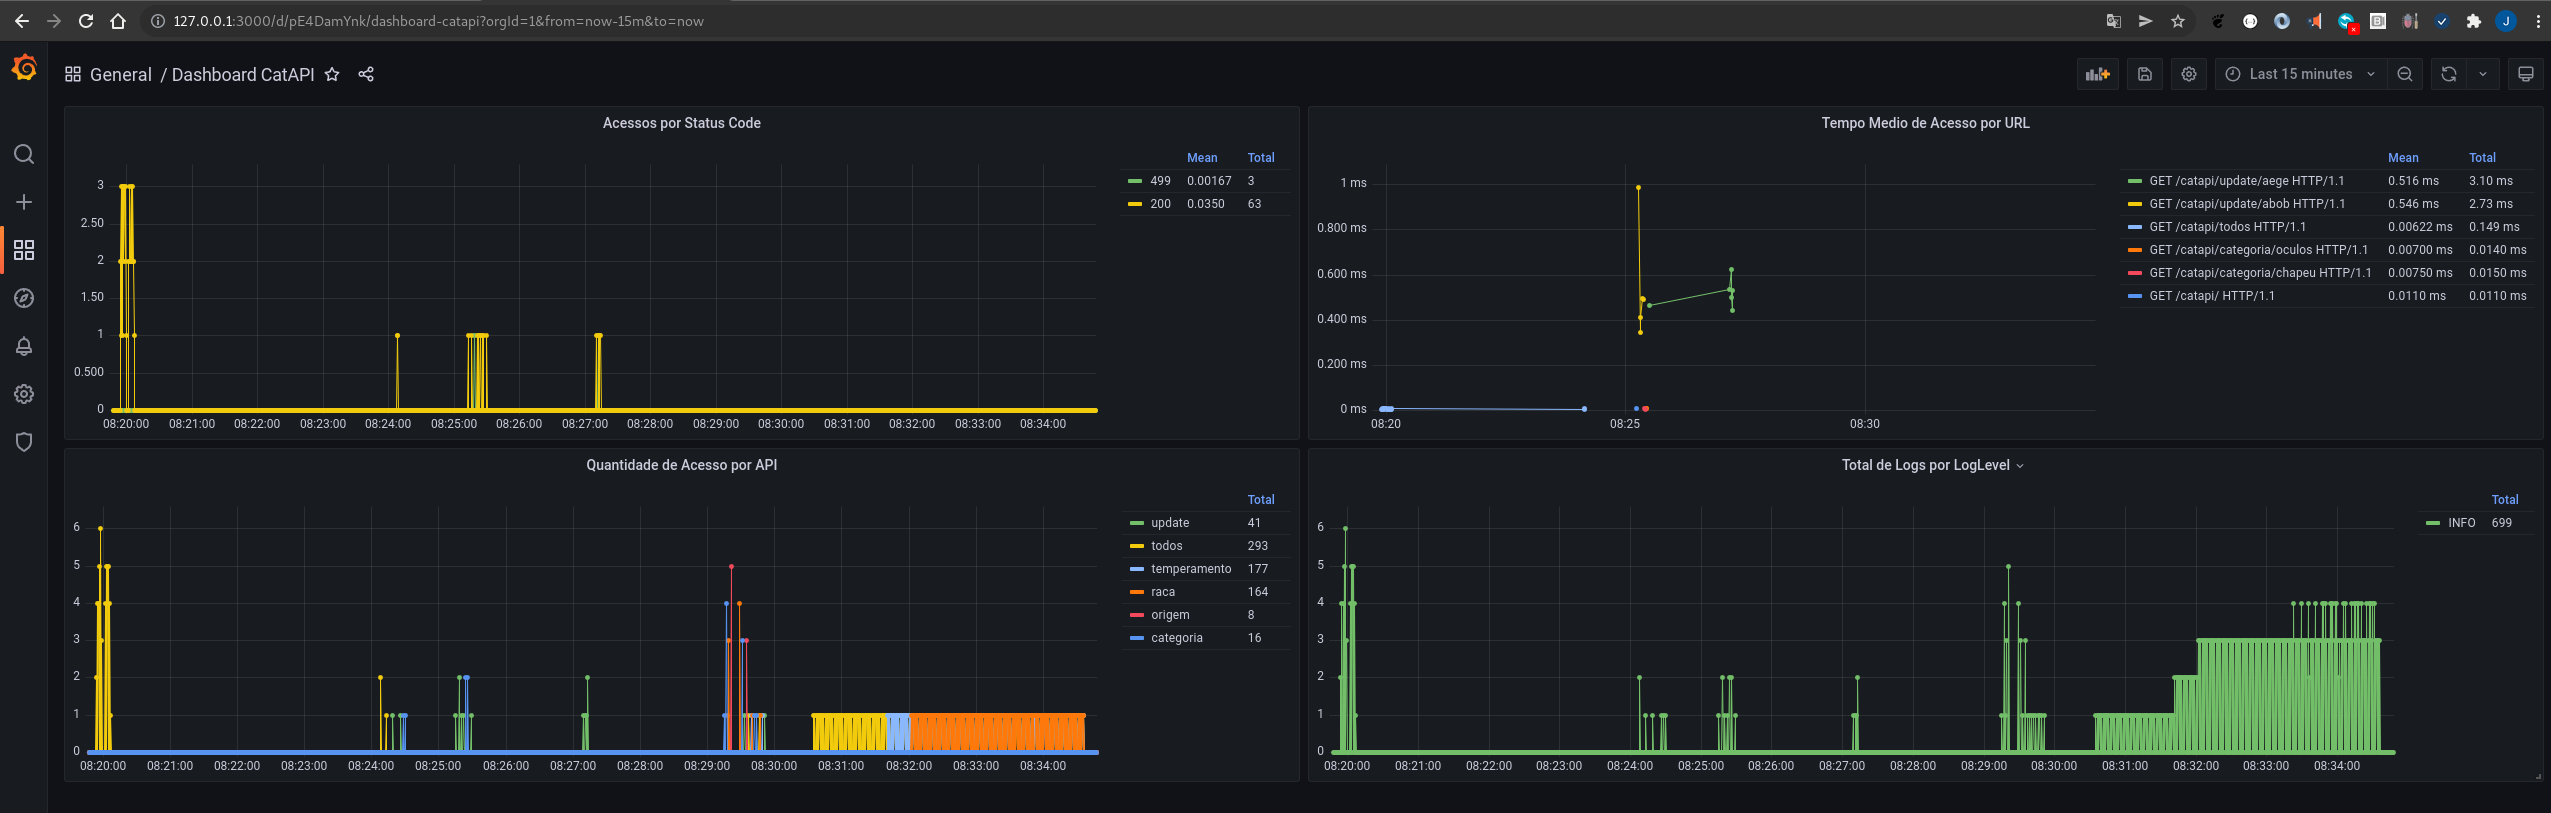 127.0.0.1:3000/d/pE4DamYnk/dashboard-catapi?orgId=1&from=now-15m&to=now
J
General / Dashboard CatAPI
Last 15 minutes
Acessos por Status Code
Mean Total
499 0.00167 3
200 0.0350 63
3
2.50
2
1.50
1
0.500
0
08:20:00 08:21:00 08:22:00 08:23:00 08:24:00 08:25:00 08:26:00 08:27:00 08:28:00 08:29:00 08:30:00 08:31:00 08:32:00 08:33:00 08:34:00
Tempo Medio de Acesso por URL
Mean Total
GET /catapi/update/aege HTTP/1.1 0.516 ms 3.10 ms
GET /catapi/update/abob HTTP/1.1 0.546 ms 2.73 ms
GET /catapi/todos HTTP/1.1 0.00622 ms 0.149 ms
GET /catapi/categoria/oculos HTTP/1.1 0.00700 ms 0.0140 ms
GET /catapi/categoria/chapeu HTTP/1.1 0.00750 ms 0.0150 ms
GET /catapi/ HTTP/1.1 0.0110 ms 0.0110 ms
1 ms
0.800 ms
0.600 ms
0.400 ms
0.200 ms
0 ms
08:20 08:25 08:30
Quantidade de Acesso por API
Total
update 41
todos 293
temperamento 177
raca 164
origem 8
categoria 16
6
5
4
3
2
1
0
08:20:00 08:21:00 08:22:00 08:23:00 08:24:00 08:25:00 08:26:00 08:27:00 08:28:00 08:29:00 08:30:00 08:31:00 08:32:00 08:33:00 08:34:00
Total de Logs por LogLevel
Total
INFO 699
6
5
4
3
2
1
0
08:20:00 08:21:00 08:22:00 08:23:00 08:24:00 08:25:00 08:26:00 08:27:00 08:28:00 08:29:00 08:30:00 08:31:00 08:32:00 08:33:00 08:34:00